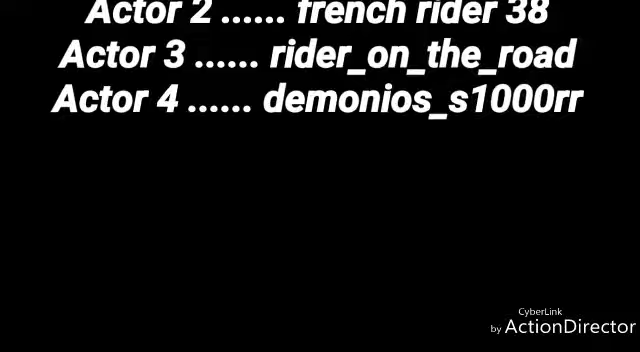 Actor 2 ...... french rider 38
Actor 3 ...... rider_on_the_road
Actor 4 ...... demonios_s1000rr
CyberLink
by ActionDirector